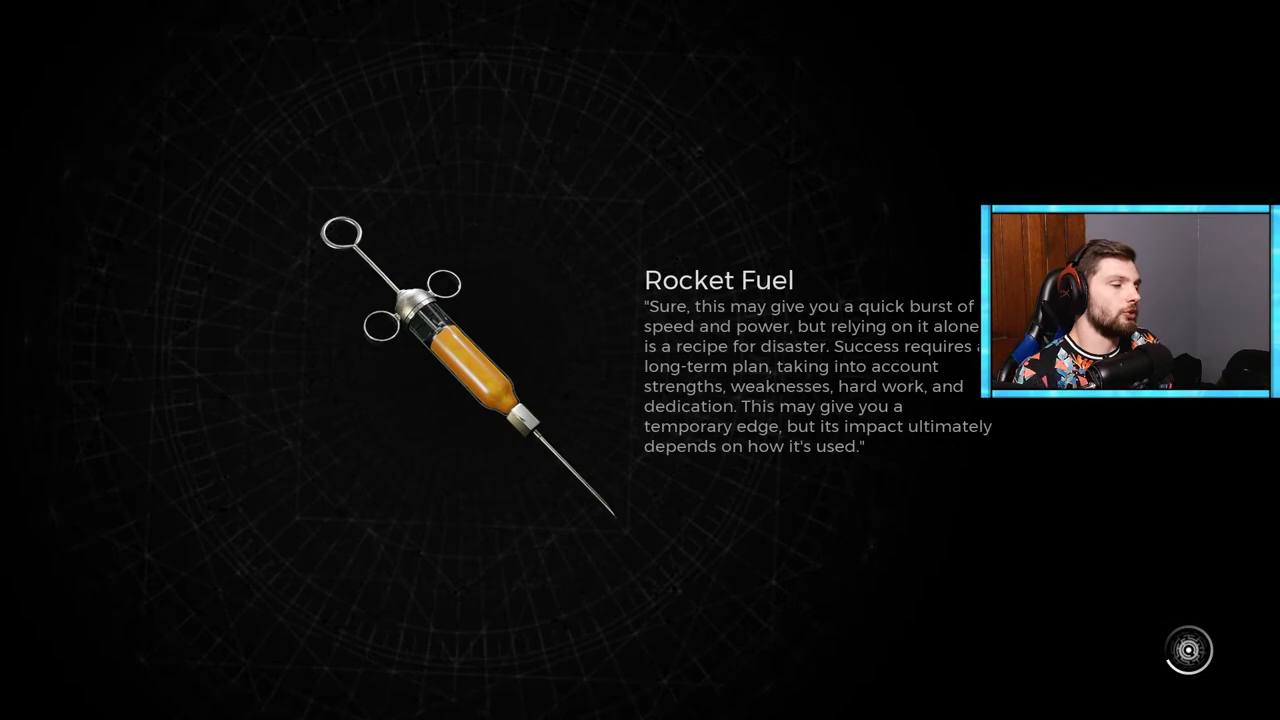 Rocket Fuel
"Sure, this may give you a quick burst of
speed and power, but relying on it alone
is a recipe for disaster. Success requires
long-term plan, taking into account
strengths, weaknesses, hard work, and
dedication. This may give you a
temporary edge, but its impact ultimately
depends on how it's used."